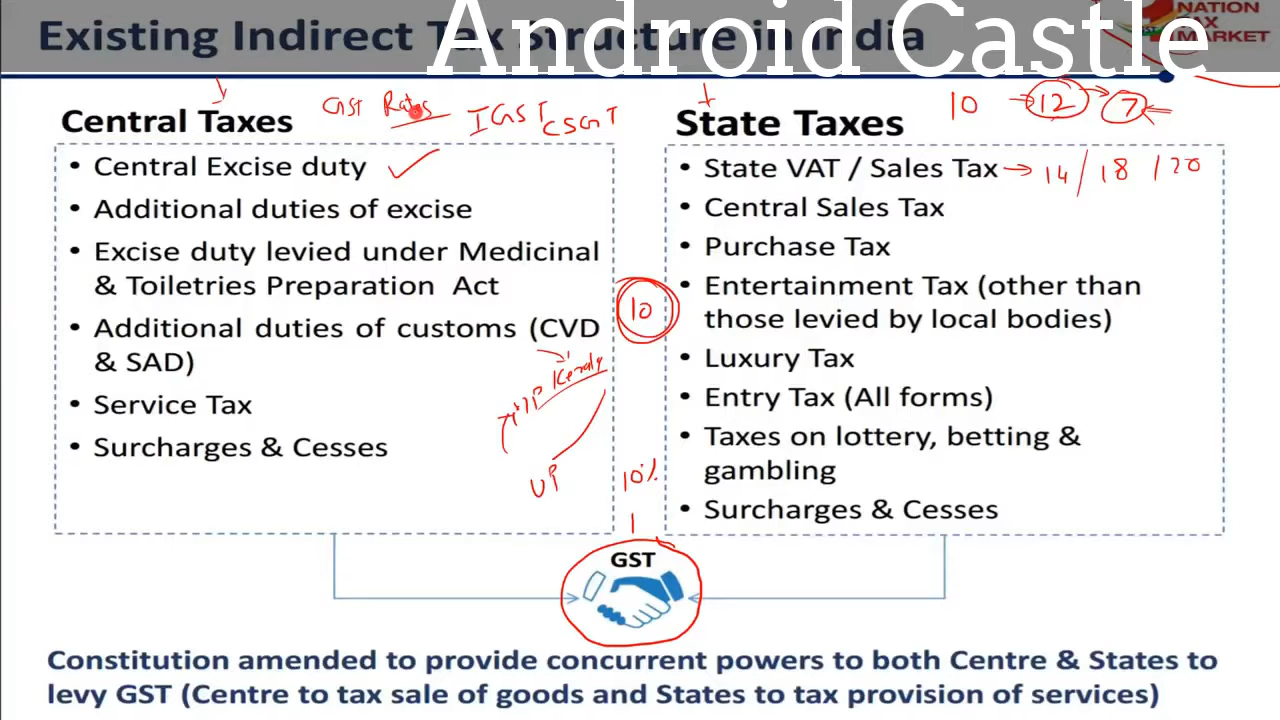 Existing Indirect Tax Structure in India
Android Castle
NATION
TAX
MARKET
GST Rates
IGST
CSGT
10 → 12 → 7
Central Taxes
• Central Excise duty
• Additional duties of excise
• Excise duty levied under Medicinal
& Toiletries Preparation Act
• Additional duties of customs (CVD
& SAD)
• Service Tax
• Surcharges & Cesses
Kerala
UP
10
10%
State Taxes
• State VAT / Sales Tax → 14 / 18 / 20
• Central Sales Tax
• Purchase Tax
• Entertainment Tax (other than
those levied by local bodies)
• Luxury Tax
• Entry Tax (All forms)
• Taxes on lottery, betting &
gambling
• Surcharges & Cesses
GST
Constitution amended to provide concurrent powers to both Centre & States to
levy GST (Centre to tax sale of goods and States to tax provision of services)